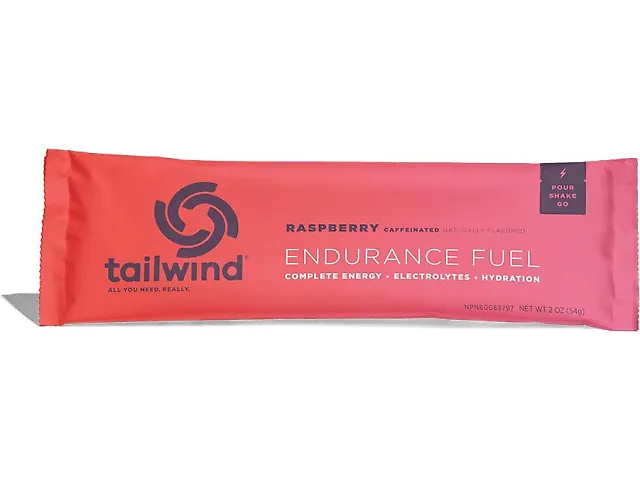 POUR
SHAKE
GO
RASPBERRY CAFFEINATED NATURALLY FLAVORED
ENDURANCE FUEL
COMPLETE ENERGY + ELECTROLYTES + HYDRATION
tailwind®
ALL YOU NEED. REALLY.
NPN80083797 NET WT 2 OZ (54g)